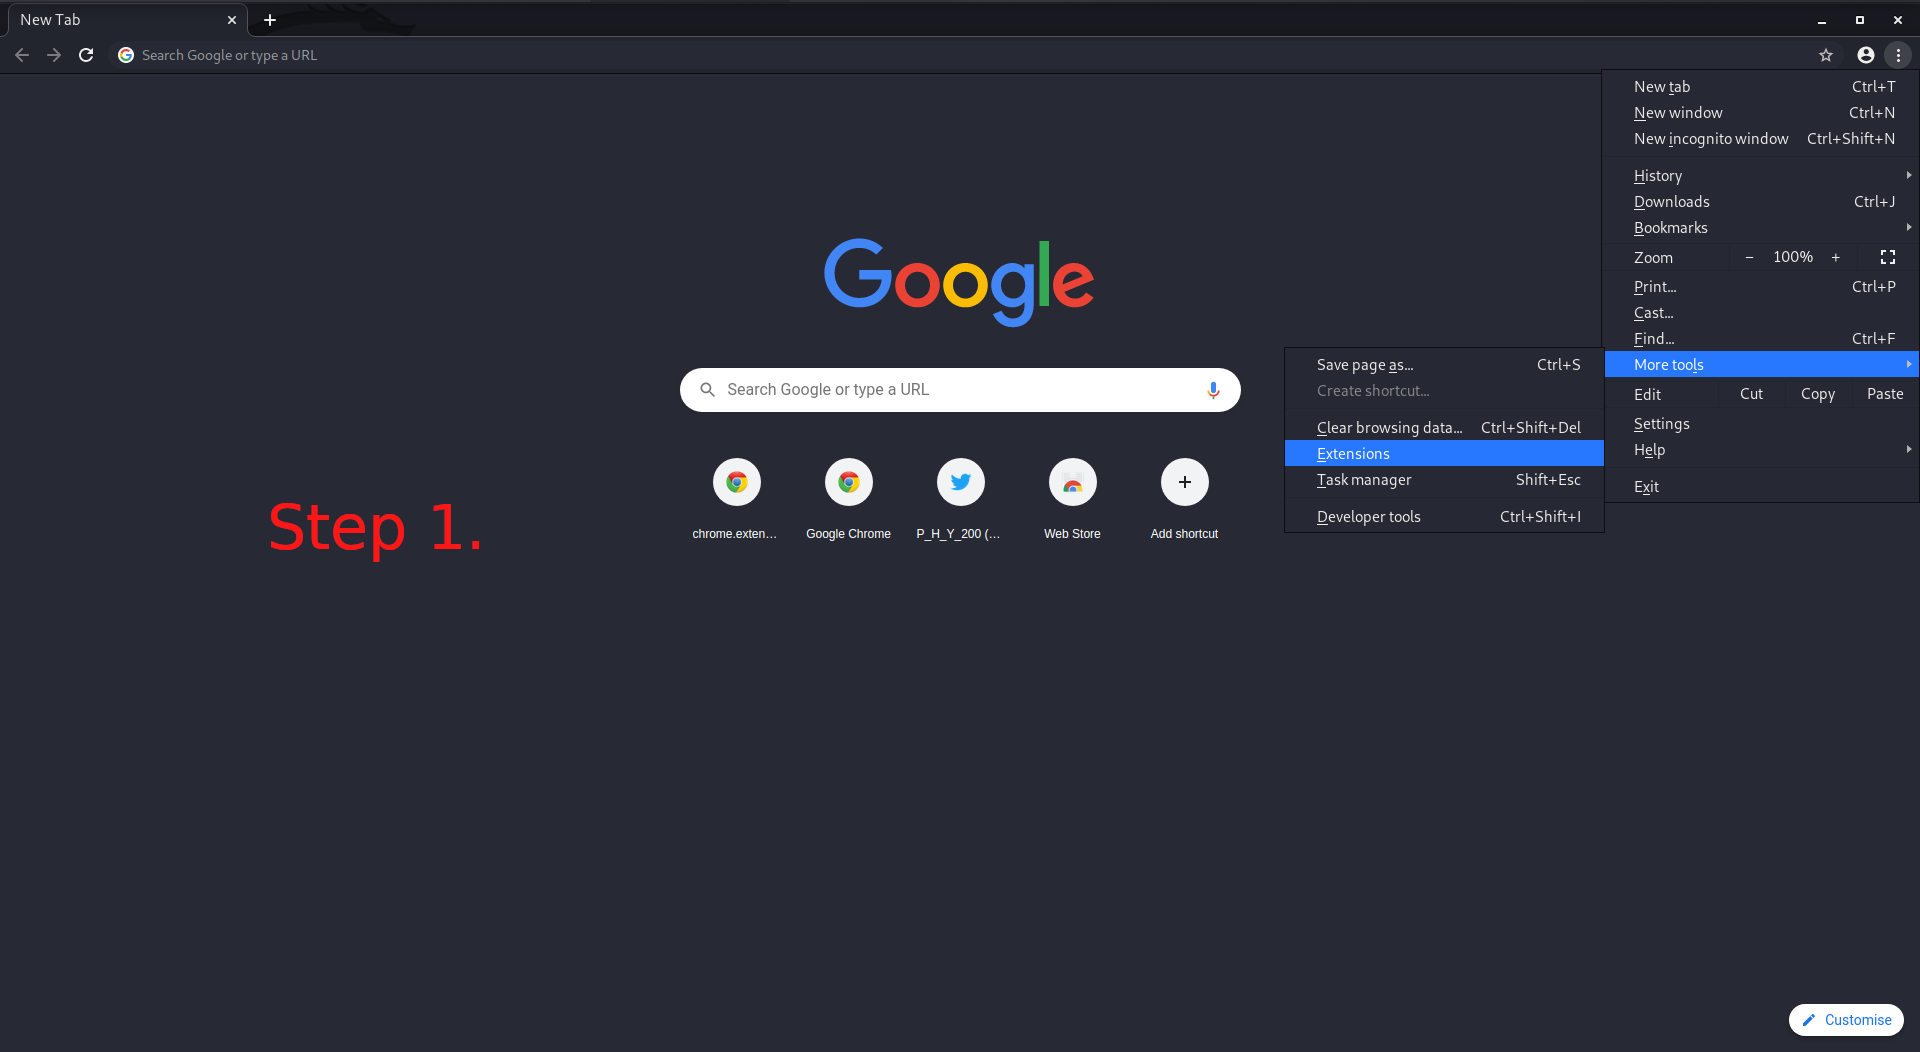 New Tab
Search Google or type a URL
New tab Ctrl+T
New window Ctrl+N
New incognito window Ctrl+Shift+N
History
Downloads Ctrl+J
Bookmarks
Zoom − 100% +
Print... Ctrl+P
Cast...
Find... Ctrl+F
More tools
Edit Cut Copy Paste
Settings
Help
Exit
Save page as... Ctrl+S
Create shortcut...
Clear browsing data... Ctrl+Shift+Del
Extensions
Task manager Shift+Esc
Developer tools Ctrl+Shift+I
Google
Search Google or type a URL
chrome.exten... Google Chrome P_H_Y_200 (... Web Store Add shortcut
Step 1.
Customise